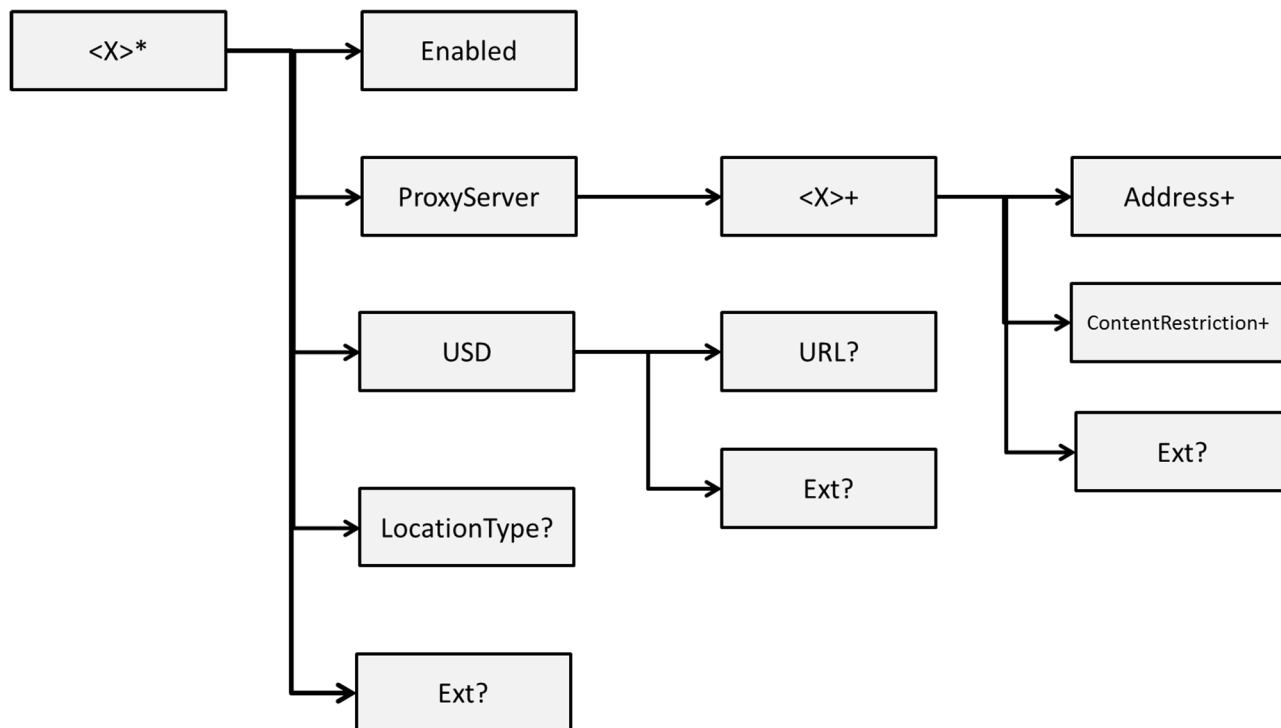 <X>*
Enabled
ProxyServer
<X>+
Address+
ContentRestriction+
USD
URL?
Ext?
Ext?
LocationType?
Ext?